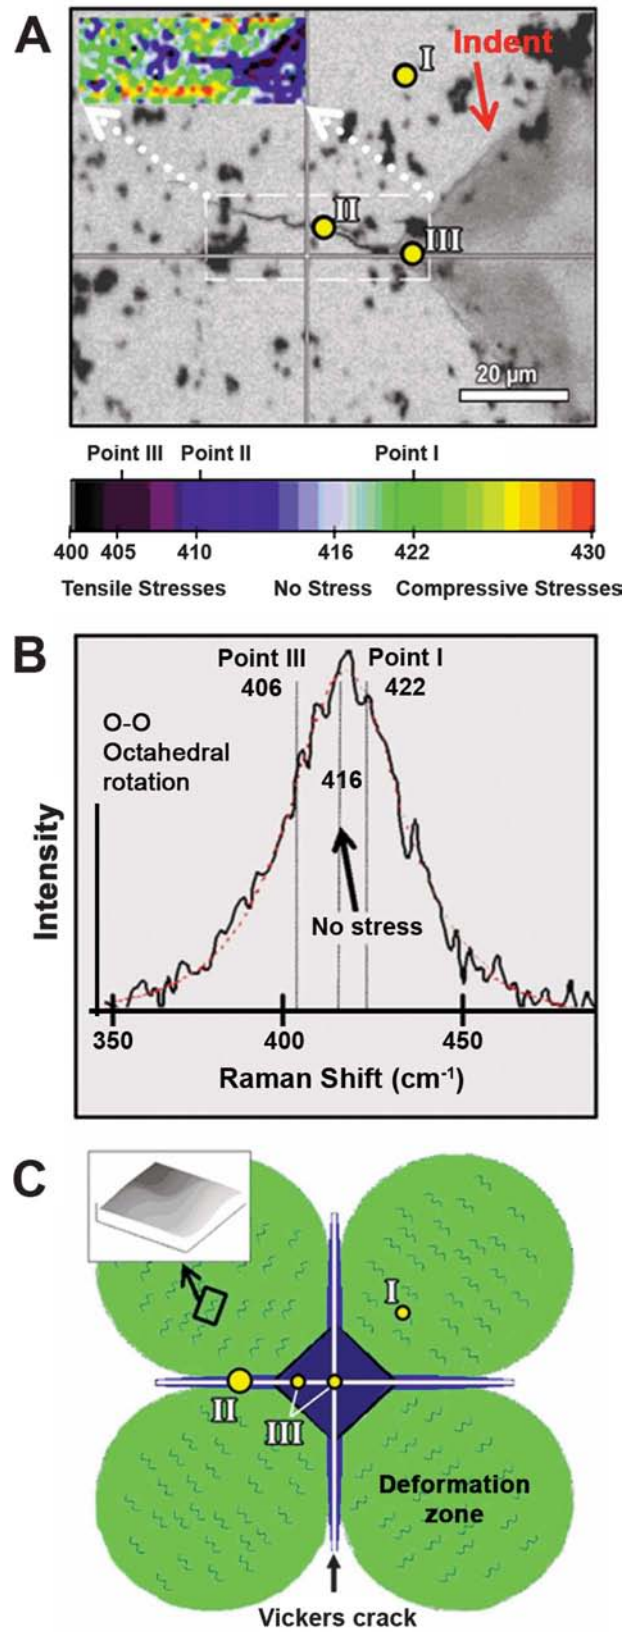 A
Indent
I
II
III
20 µm
Point III Point II Point I
400 405 410 416 422 430
Tensile Stresses No Stress Compressive Stresses
B
Point III Point I
406 422
O-O
Octahedral
rotation
416
No stress
Intensity
350 400 450
Raman Shift (cm-1)
C
I
II
III
Deformation
zone
Vickers crack